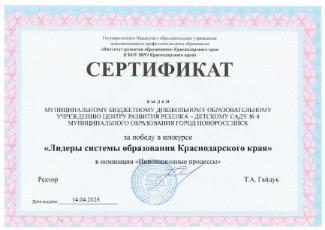 Государственное бюджетное образовательное учреждение
дополнительного профессионального образования
«Институт развития образования» Краснодарского края
(ГБОУ ИРО Краснодарского края)
СЕРТИФИКАТ
выдан
МУНИЦИПАЛЬНОМУ БЮДЖЕТНОМУ ДОШКОЛЬНОМУ ОБРАЗОВАТЕЛЬНОМУ
УЧРЕЖДЕНИЮ ЦЕНТРУ РАЗВИТИЯ РЕБЕНКА – ДЕТСКОМУ САДУ № 4
МУНИЦИПАЛЬНОГО ОБРАЗОВАНИЯ ГОРОД НОВОРОССИЙСК
за победу в конкурсе
«Лидеры системы образования Краснодарского края»
в номинации «Инновационные процессы»
Ректор Т.А. Гайдук
Дата выдачи 14.04.2023